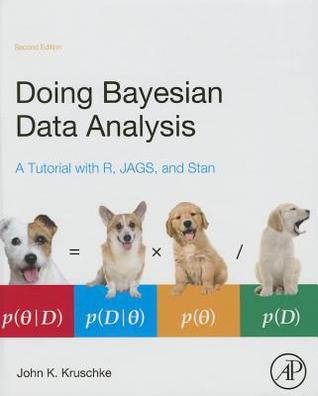 Second Edition
Doing Bayesian
Data Analysis
A Tutorial with R, JAGS, and Stan
= × /
p(θ|D) p(D|θ) p(θ) p(D)
John K. Kruschke
AP